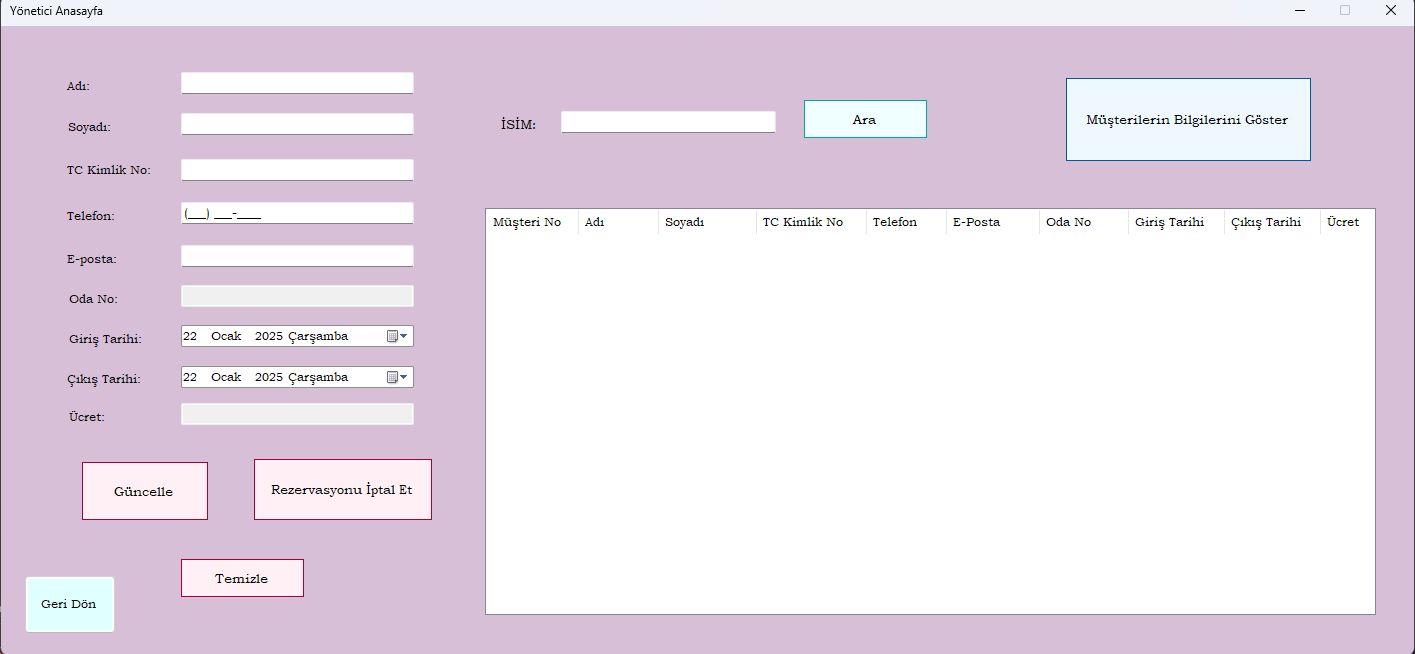 Yönetici Anasayfa
Adı:
Soyadı:
TC Kimlik No:
Telefon: (___) ___-____
E-posta:
Oda No:
Giriş Tarihi: 22 Ocak 2025 Çarşamba
Çıkış Tarihi: 22 Ocak 2025 Çarşamba
Ücret:
Güncelle
Rezervasyonu İptal Et
Temizle
Geri Dön
İSİM:
Ara
Müşterilerin Bilgilerini Göster
Müşteri No Adı Soyadı TC Kimlik No Telefon E-Posta Oda No Giriş Tarihi Çıkış Tarihi Ücret